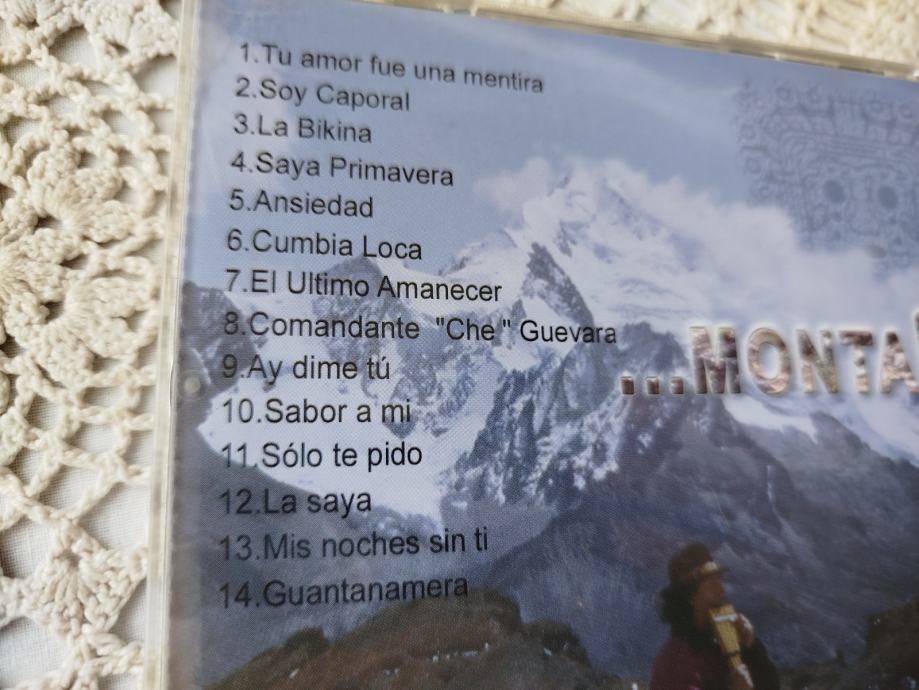 1.Tu amor fue una mentira
2.Soy Caporal
3.La Bikina
4.Saya Primavera
5.Ansiedad
6.Cumbia Loca
7.El Ultimo Amanecer
8.Comandante "Che" Guevara
9.Ay dime tú
10.Sabor a mi
11.Sólo te pido
12.La saya
13.Mis noches sin ti
14.Guantanamera
...MONTA